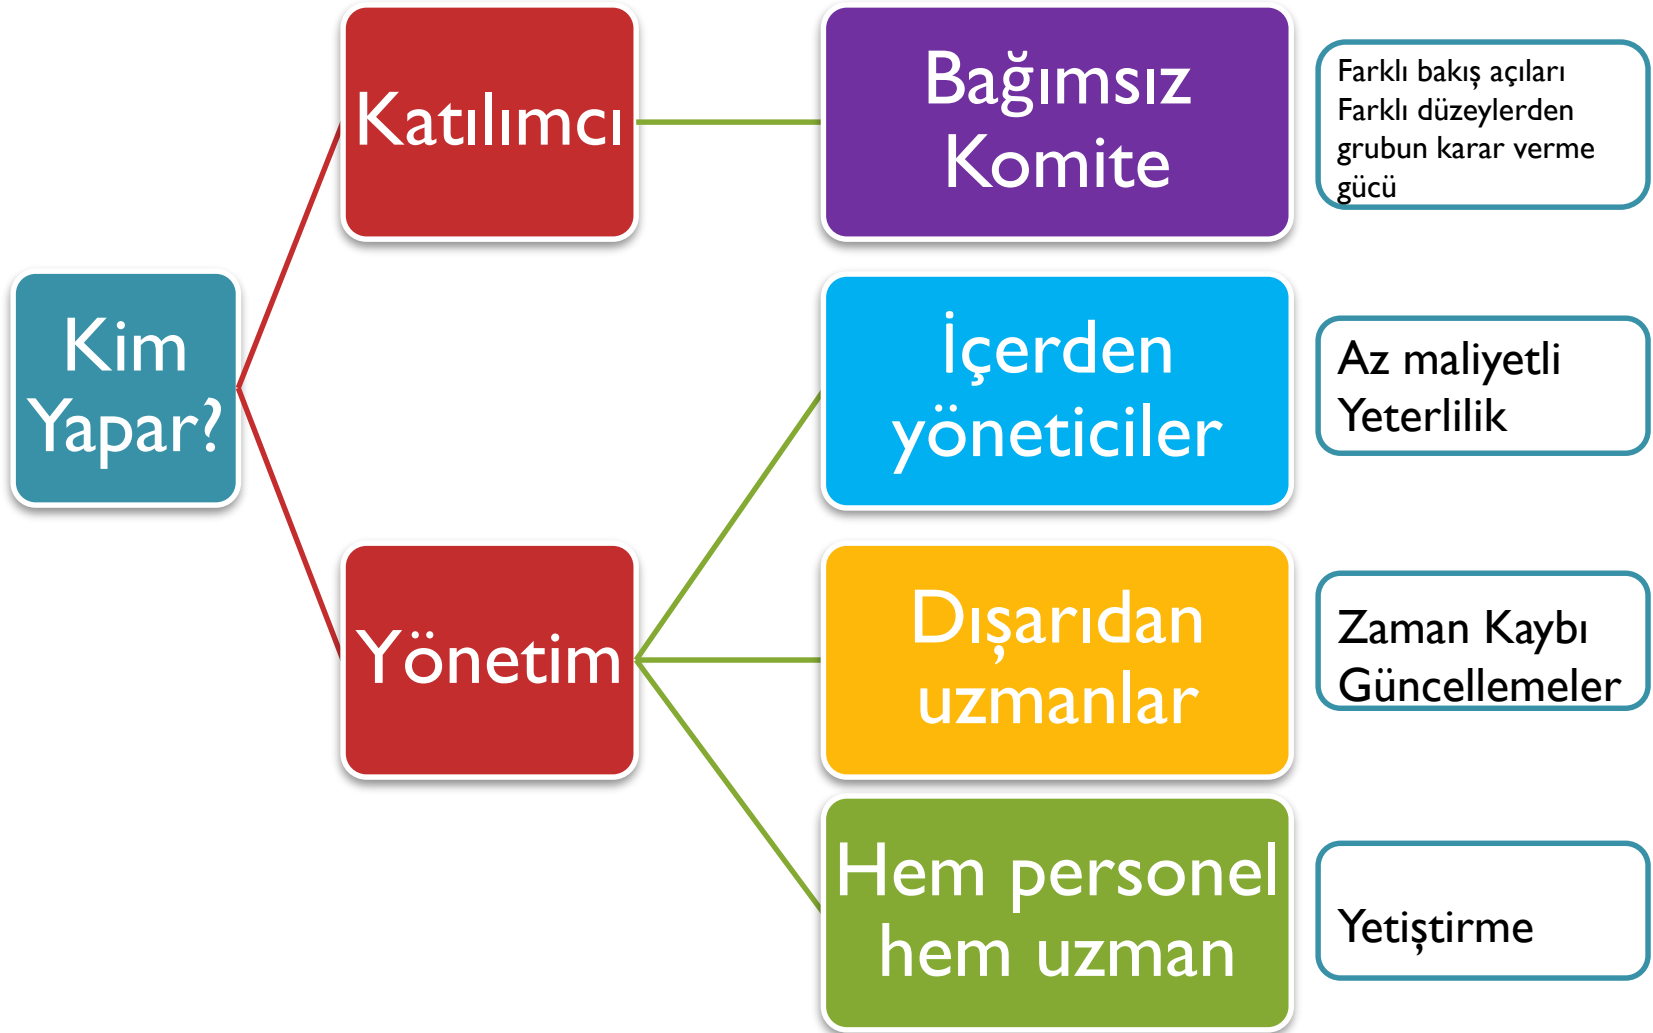 Kim
Yapar?
Katılımcı
Bağımsız
Komite
Farklı bakış açıları
Farklı düzeylerden
grubun karar verme
gücü
Yönetim
İçerden
yöneticiler
Az maliyetli
Yeterlilik
Dışarıdan
uzmanlar
Zaman Kaybı
Güncellemeler
Hem personel
hem uzman
Yetiştirme